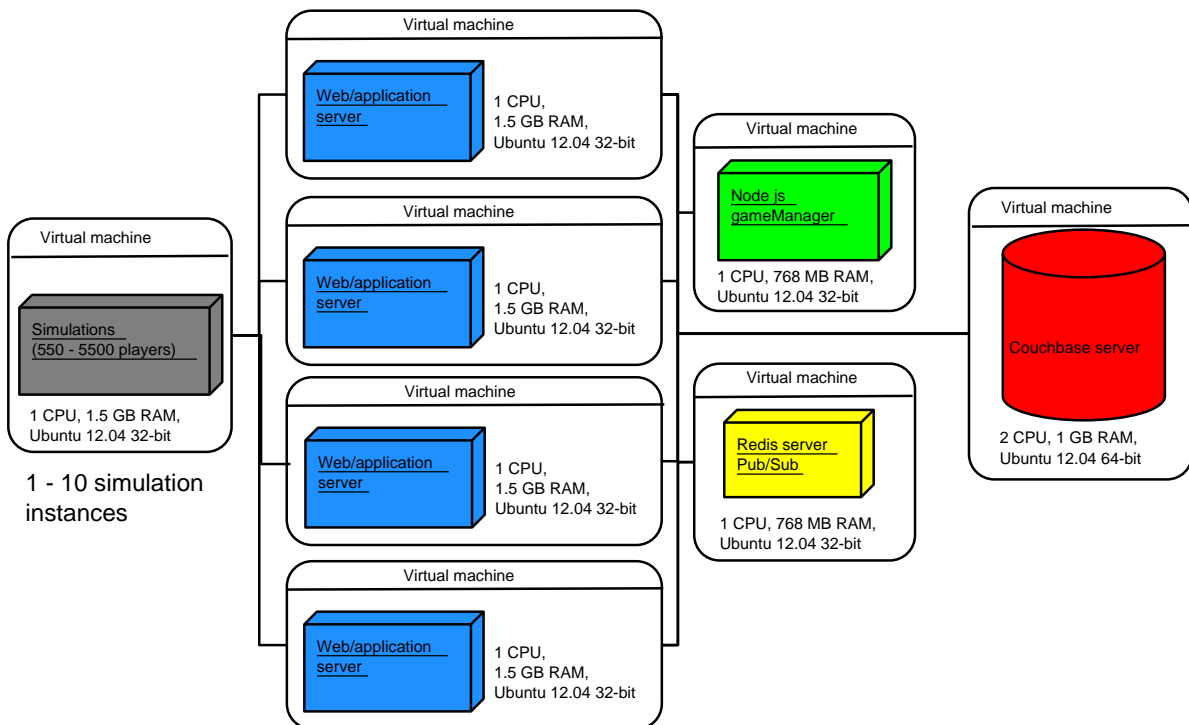 Virtual machine
Web/application
server
1 CPU,
1.5 GB RAM,
Ubuntu 12.04 32-bit
Virtual machine
Web/application
server
1 CPU,
1.5 GB RAM,
Ubuntu 12.04 32-bit
Virtual machine
Web/application
server
1 CPU,
1.5 GB RAM,
Ubuntu 12.04 32-bit
Virtual machine
Web/application
server
1 CPU,
1.5 GB RAM,
Ubuntu 12.04 32-bit
Virtual machine
Simulations
(550 - 5500 players)
1 CPU, 1.5 GB RAM,
Ubuntu 12.04 32-bit
1 - 10 simulation
instances
Virtual machine
Node js
gameManager
1 CPU, 768 MB RAM,
Ubuntu 12.04 32-bit
Virtual machine
Redis server
Pub/Sub
1 CPU, 768 MB RAM,
Ubuntu 12.04 32-bit
Virtual machine
Couchbase server
2 CPU, 1 GB RAM,
Ubuntu 12.04 64-bit